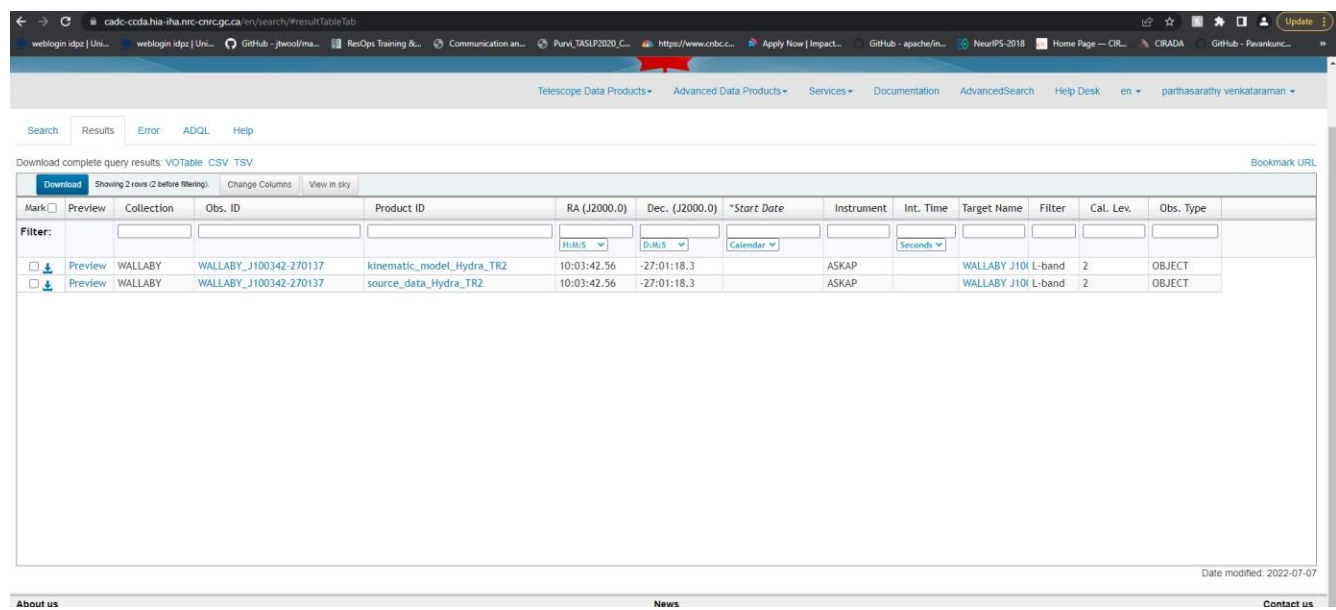 cadc-ccda.hia-iha.nrc-cnrc.gc.ca/en/search/#resultTableTab Update
weblogin idpz | Uni... weblogin idpz | Uni... GitHub - jtwool/ma... ResOps Training &... Communication an... Purvi_TASLP2020_C... https://www.cnbc.c... Apply Now | Impact... GitHub - apache/in... NeurIPS-2018 Home Page — CIR... CIRADA GitHub - Pavankunc... »
Telescope Data Products Advanced Data Products Services Documentation AdvancedSearch Help Desk en parthasarathy venkataraman
Search Results Error ADQL Help
Download complete query results: VOTable CSV TSV Bookmark URL
Download Showing 2 rows (2 before filtering). Change Columns View in sky
Mark Preview Collection Obs. ID Product ID RA (J2000.0) Dec. (J2000.0) *Start Date Instrument Int. Time Target Name Filter Cal. Lev. Obs. Type
Filter:
H:M:S D:M:S Calendar Seconds
Preview WALLABY WALLABY_J100342-270137 kinematic_model_Hydra_TR2 10:03:42.56 -27:01:18.3 ASKAP WALLABY J10( L-band 2 OBJECT
Preview WALLABY WALLABY_J100342-270137 source_data_Hydra_TR2 10:03:42.56 -27:01:18.3 ASKAP WALLABY J10( L-band 2 OBJECT
Date modified: 2022-07-07
About us News Contact us